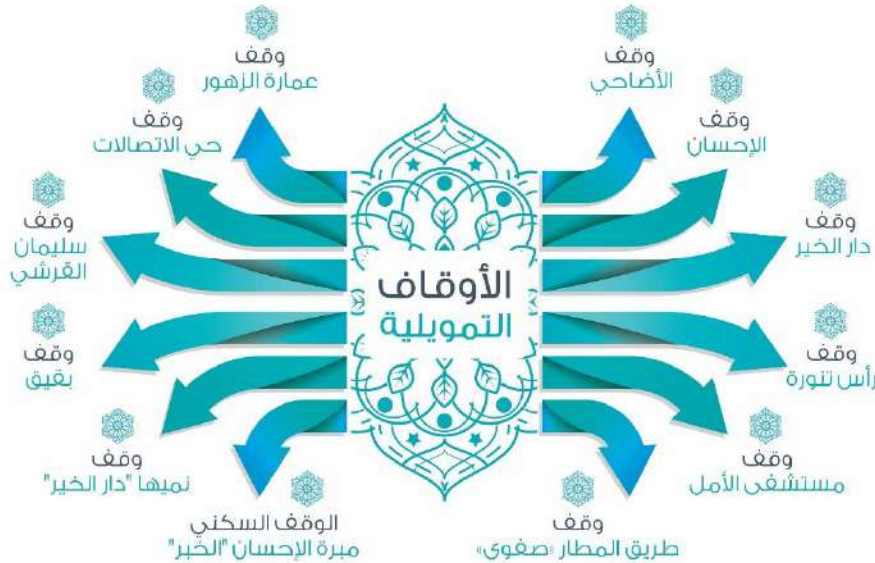 الأوقاف
التمويلية
وقف
الأضاحي
وقف
الإحسان
وقف
دار الخير
وقف
رأس تنورة
وقف
مستشفى الأمل
وقف
طريق المطار «صفوى»
وقف
عمارة الزهور
وقف
حي الاتصالات
وقف
سليمان
القرشي
وقف
بقيق
وقف
نميها "دار الخير"
الوقف السكني
مبرة الإحسان "الخبر"